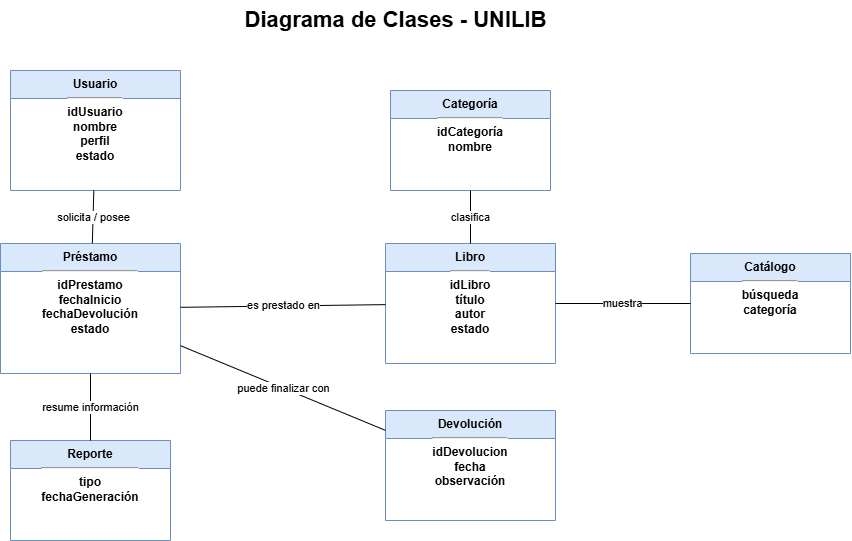 Diagrama de Clases - UNILIB
Usuario
idUsuario
nombre
perfil
estado
Categoría
idCategoría
nombre
solicita / posee
clasifica
Préstamo
idPrestamo
fechaInicio
fechaDevolución
estado
es prestado en
Libro
idLibro
título
autor
estado
muestra
Catálogo
búsqueda
categoría
puede finalizar con
resume información
Reporte
tipo
fechaGeneración
Devolución
idDevolucion
fecha
observación